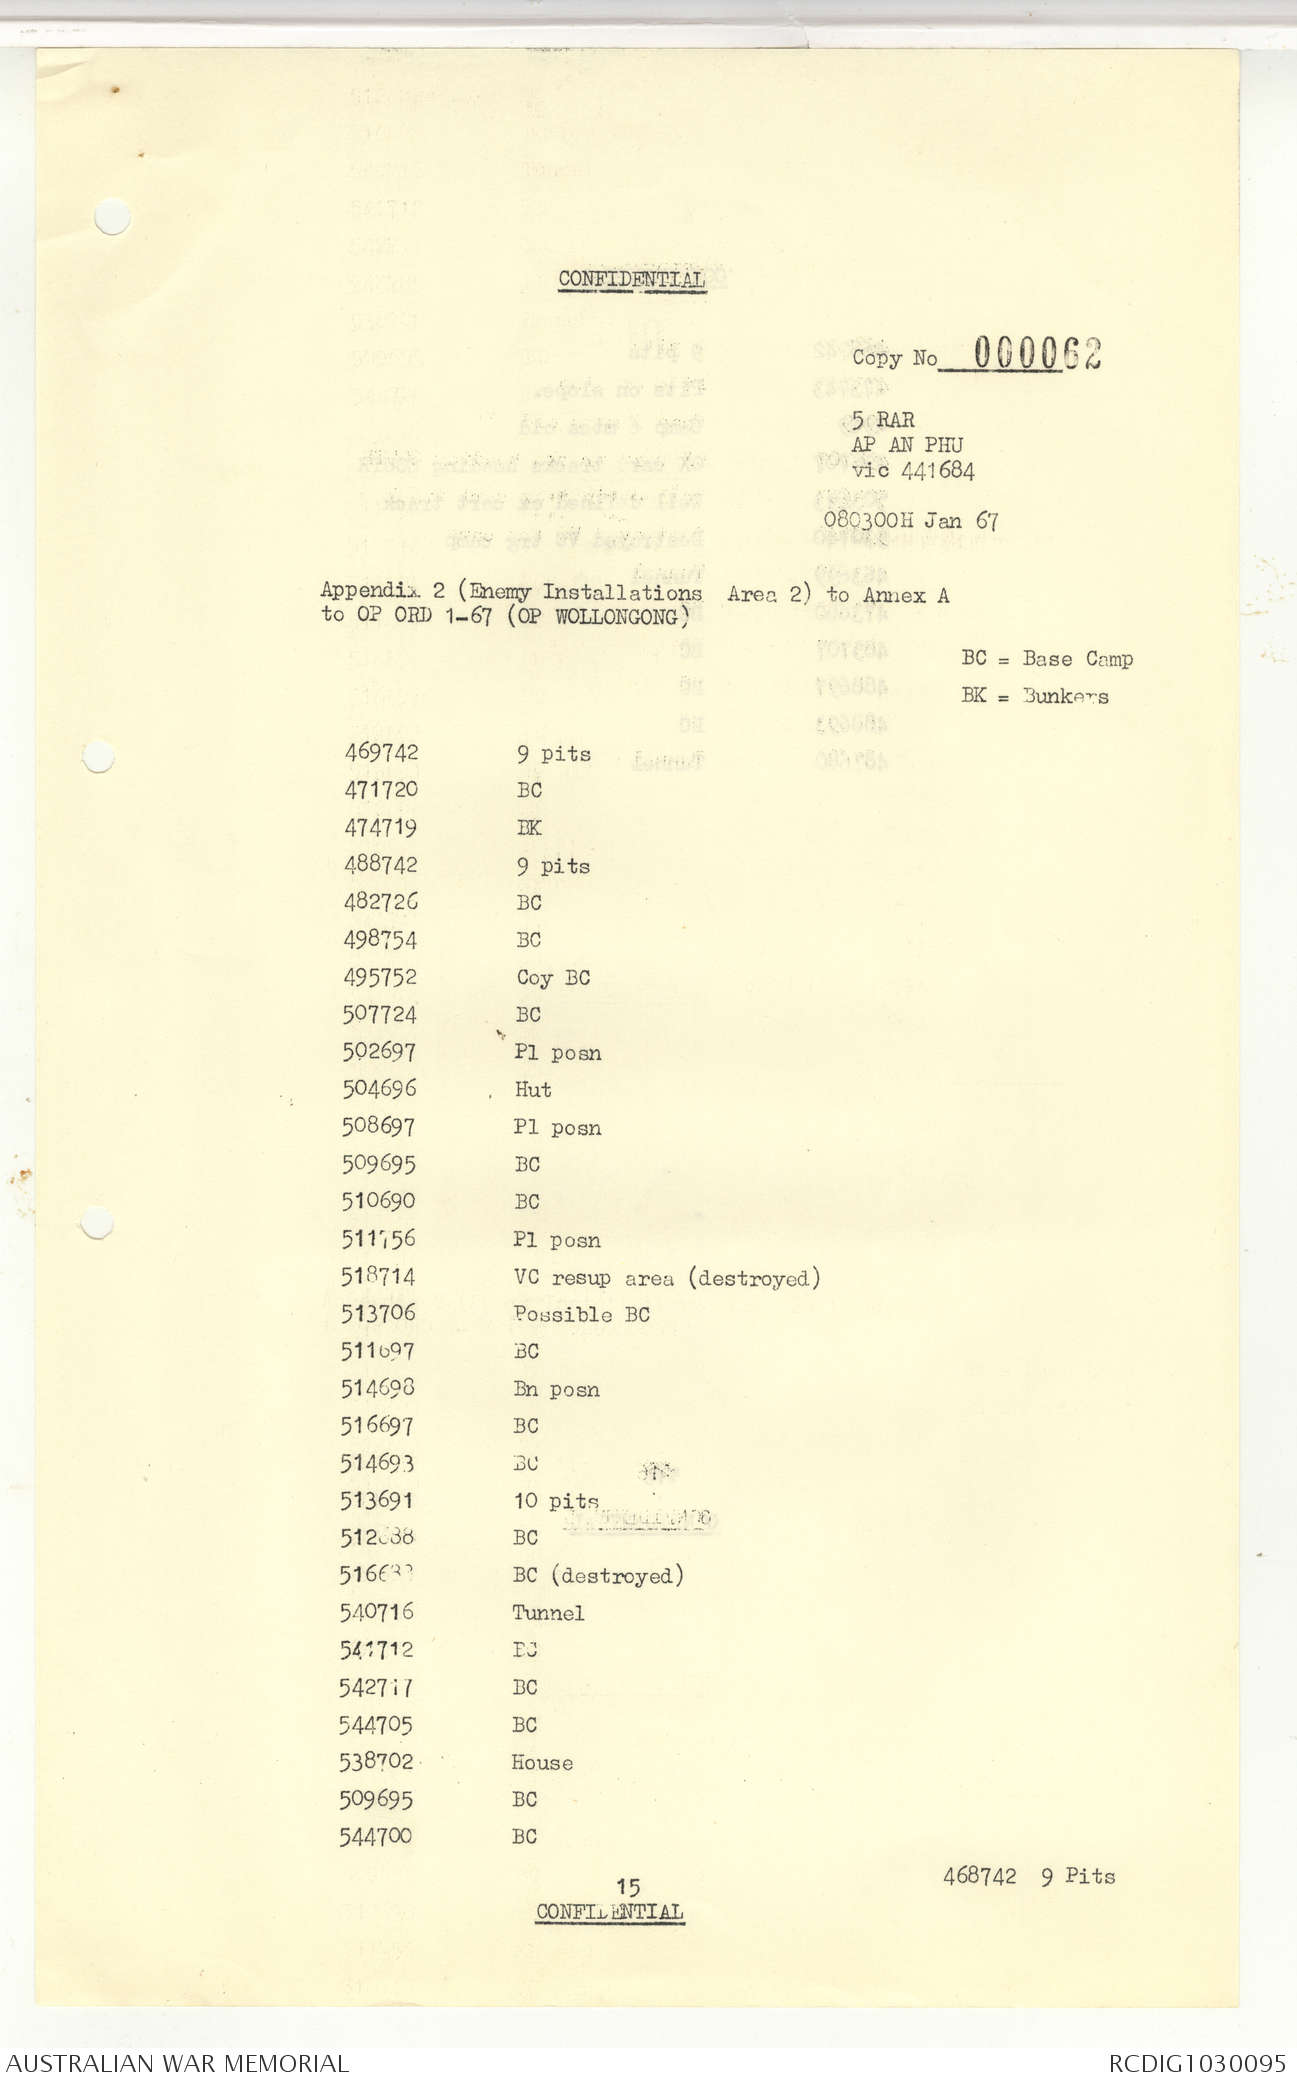 CONFIDENTIAL
Copy No 000062
5 RAR
AP AN PHU
vic 441684
080300H Jan 67
Appendix 2 (Enemy Installations Area 2) to Annex A
to OP ORD 1-67 (OP WOLLONGONG)
BC = Base Camp
BK = Bunkers
469742 9 pits
471720 BC
474719 BK
488742 9 pits
482726 BC
498754 BC
495752 Coy BC
507724 BC
502697 Pl posn
504696 Hut
508697 Pl posn
509695 BC
510690 BC
511756 Pl posn
518714 VC resup area (destroyed)
513706 Possible BC
511697 BC
514698 Bn posn
516697 BC
514693 BC
513691 10 pits
BC
BC (destroyed)
540716 Tunnel
BC
542717 BC
544705 BC
538702 House
509695 BC
544700 BC
468742 9 Pits
15
CONFIDENTIAL
AUSTRALIAN WAR MEMORIAL
RCDIG1030095